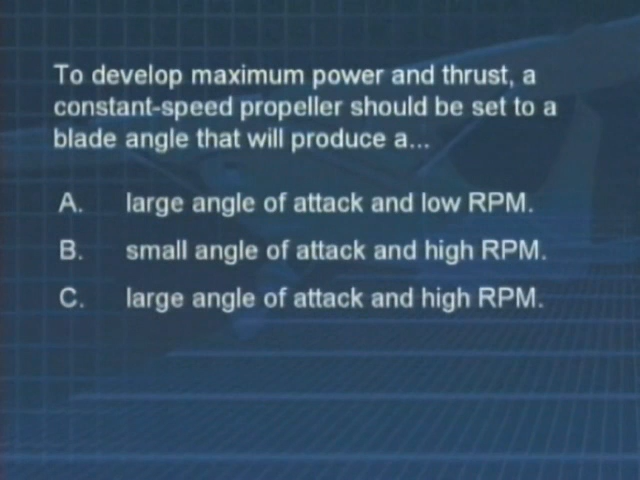 To develop maximum power and thrust, a
constant-speed propeller should be set to a
blade angle that will produce a...
A. large angle of attack and low RPM.
B. small angle of attack and high RPM.
C. large angle of attack and high RPM.